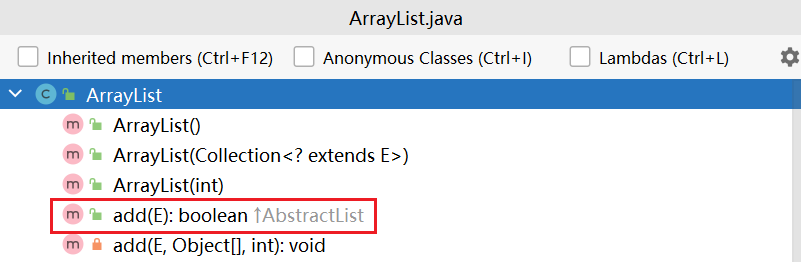 ArrayList.java
Inherited members (Ctrl+F12) Anonymous Classes (Ctrl+I) Lambdas (Ctrl+L)
C ArrayList
m ArrayList()
m ArrayList(Collection<? extends E>)
m ArrayList(int)
m add(E): boolean ↑AbstractList
m add(E, Object[], int): void